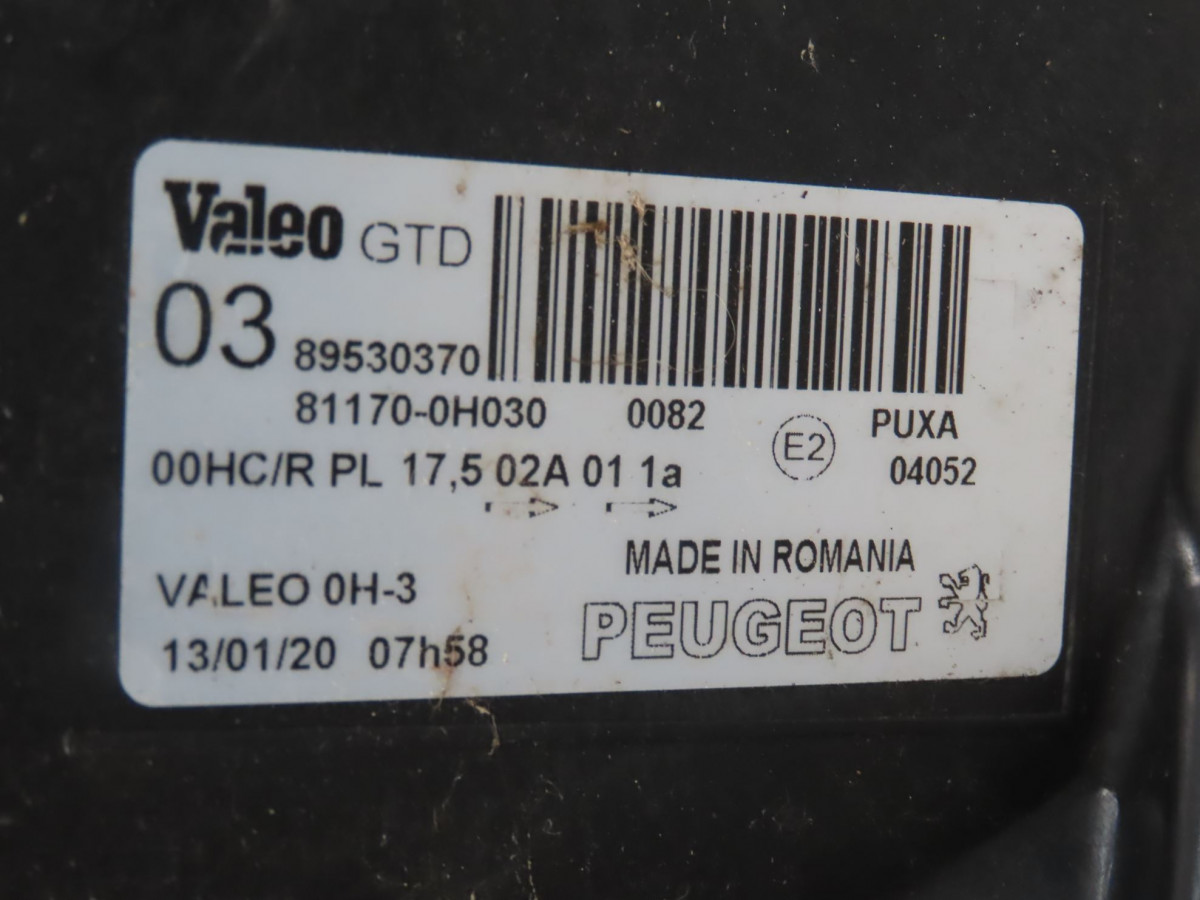 Valeo GTD
03 89530370
81170-0H030 0082 E2 PUXA
00HC/R PL 17,5 02A 01 1a 04052
MADE IN ROMANIA
VALEO 0H-3 PEUGEOT
13/01/20 07h58